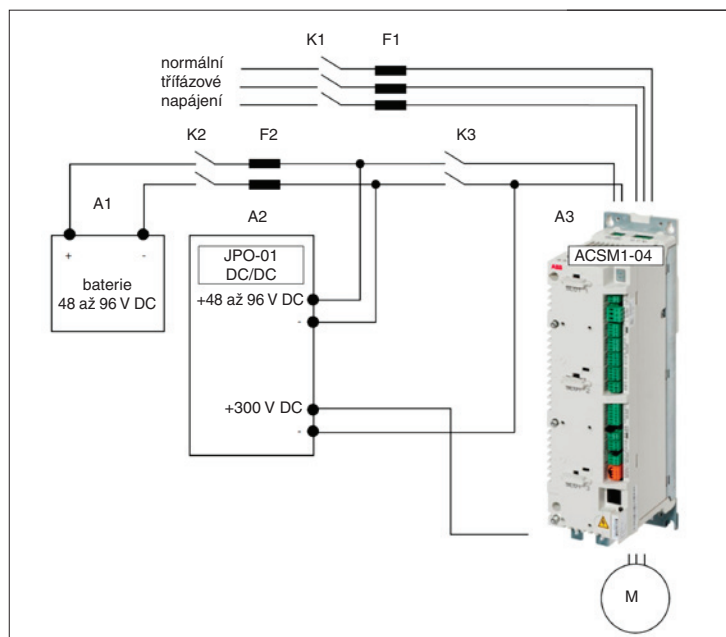 K1
F1
normální
třífázové
napájení
K2
F2
K3
A1
A2
A3
+
-
baterie
48 až 96 V DC
JPO-01
DC/DC
+48 až 96 V DC
-
+300 V DC
-
ABB
ACSM1-04
M